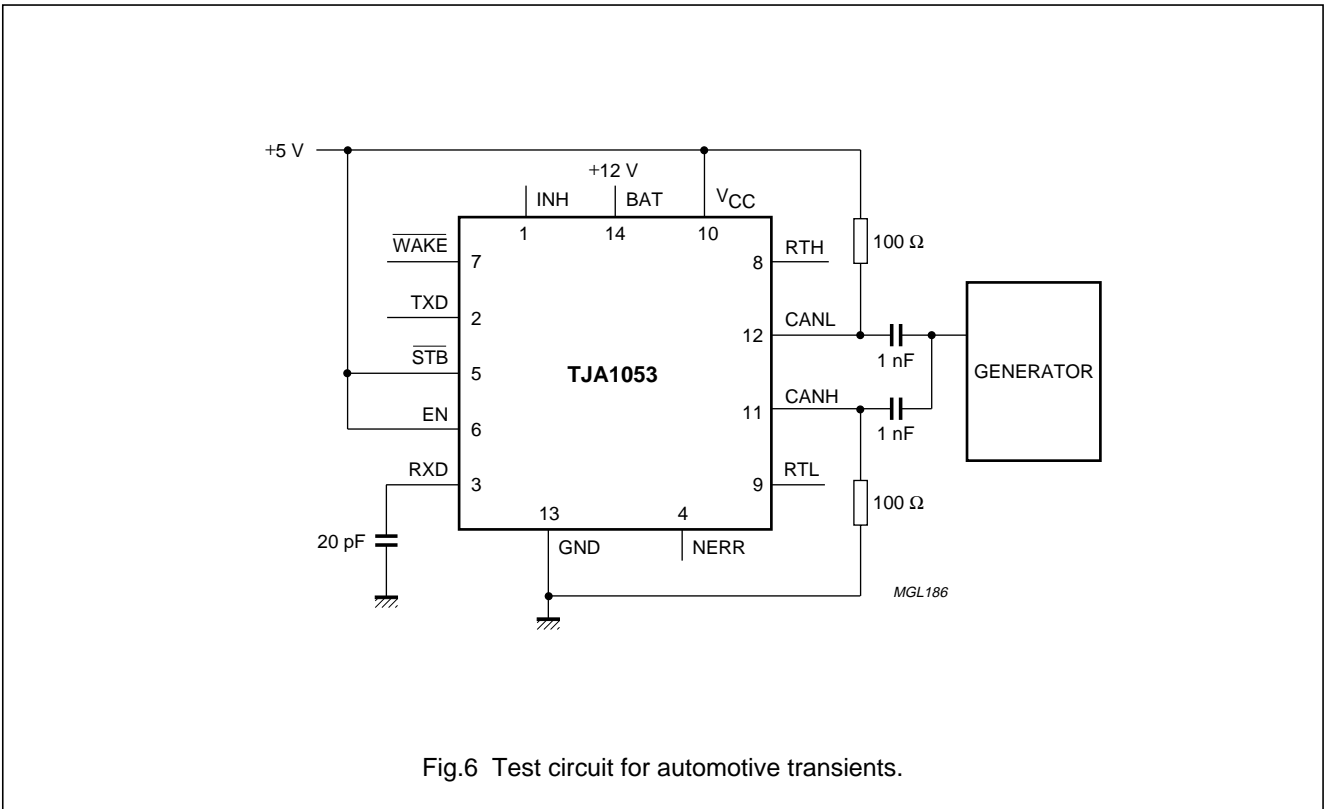 +5 V
+12 V
INH
BAT
VCC
1
14
10
WAKE
7
8
RTH
100 Ω
TXD
2
12
CANL
1 nF
GENERATOR
STB
5
TJA1053
EN
6
11
CANH
1 nF
RXD
3
9
RTL
100 Ω
13
4
20 pF
GND
NERR
MGL186
Fig.6 Test circuit for automotive transients.